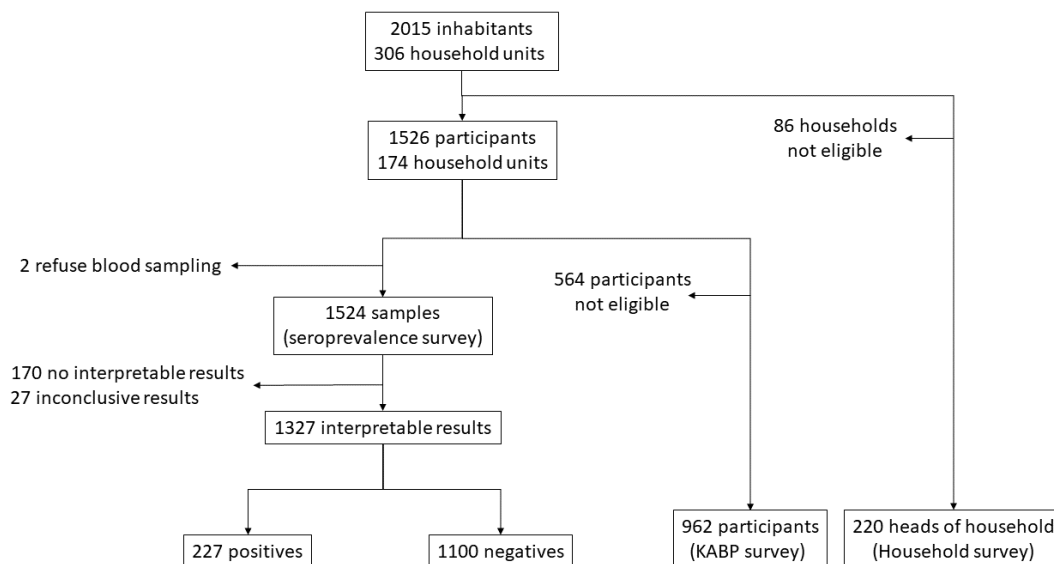 2015 inhabitants
306 household units
1526 participants
174 household units
86 households
not eligible
2 refuse blood sampling
564 participants
not eligible
1524 samples
(seroprevalence survey)
170 no interpretable results
27 inconclusive results
1327 interpretable results
227 positives
1100 negatives
962 participants
(KABP survey)
220 heads of household
(Household survey)